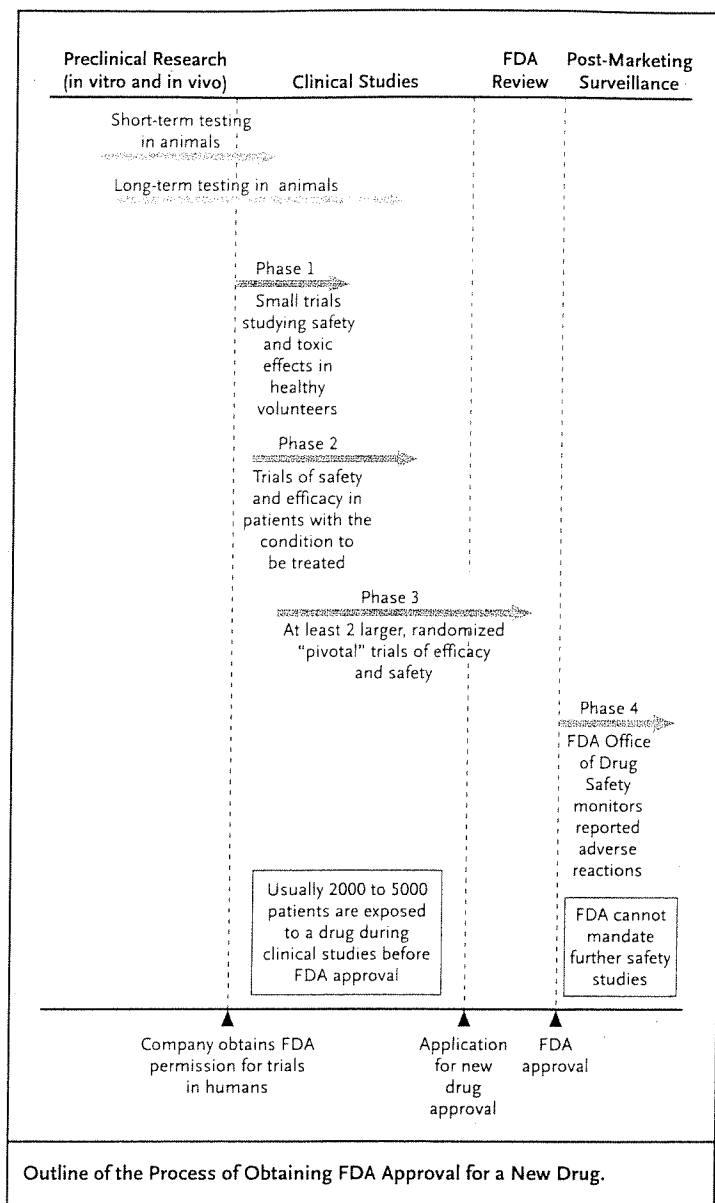 Preclinical Research
(in vitro and in vivo)
Clinical Studies
FDA
Review
Post-Marketing
Surveillance
Short-term testing
in animals
Long-term testing in animals
Phase 1
Small trials
studying safety
and toxic
effects in
healthy
volunteers
Phase 2
Trials of safety
and efficacy in
patients with the
condition to
be treated
Phase 3
At least 2 larger, randomized
“pivotal” trials of efficacy
and safety
Phase 4
FDA Office
of Drug
Safety
monitors
reported
adverse
reactions
Usually 2000 to 5000
patients are exposed
to a drug during
clinical studies before
FDA approval
FDA cannot
mandate
further safety
studies
Company obtains FDA
permission for trials
in humans
Application
for new
drug
approval
FDA
approval
Outline of the Process of Obtaining FDA Approval for a New Drug.